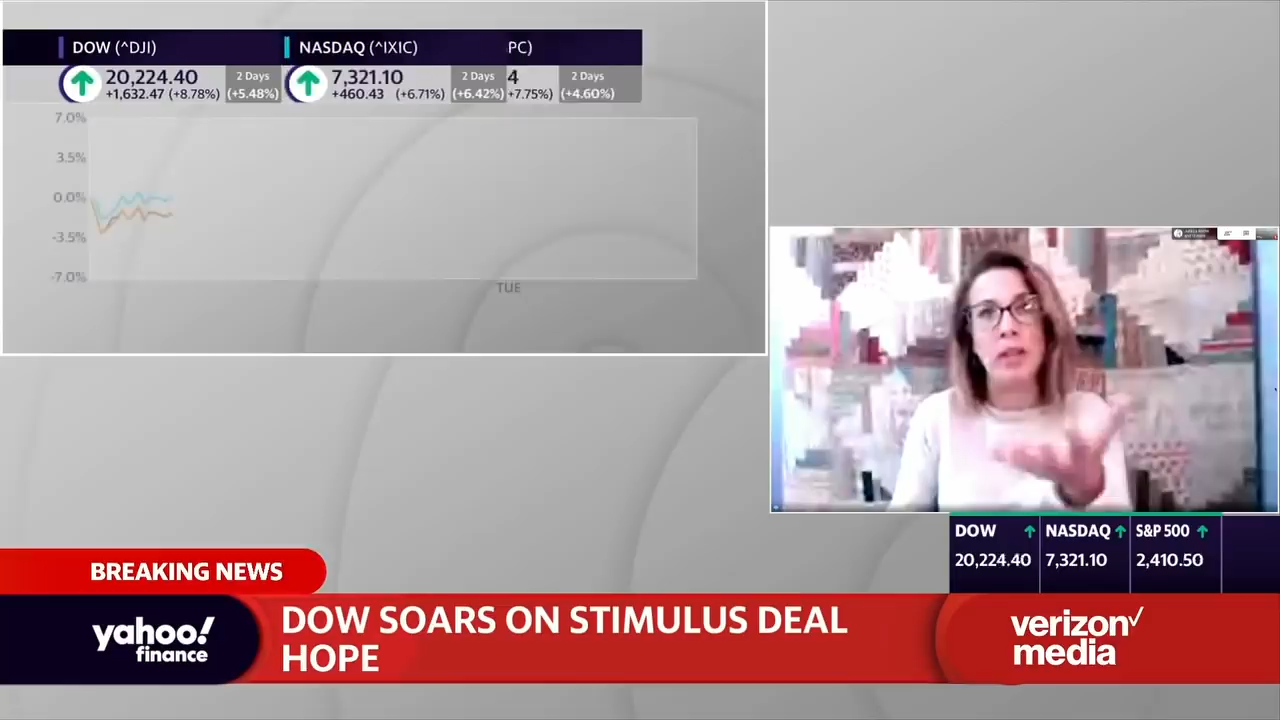 DOW (^DJI)
NASDAQ (^IXIC)
PC)
20,224.40
+1,632.47 (+8.78%)
2 Days
(+5.48%)
7,321.10
+460.43 (+6.71%)
2 Days
(+6.42%)
4
+7.75%)
2 Days
(+4.60%)
7.0%
3.5%
0.0%
-3.5%
-7.0%
TUE
DOW
20,224.40
NASDAQ
7,321.10
S&P 500
2,410.50
BREAKING NEWS
yahoo!
finance
DOW SOARS ON STIMULUS DEAL
HOPE
verizon
media